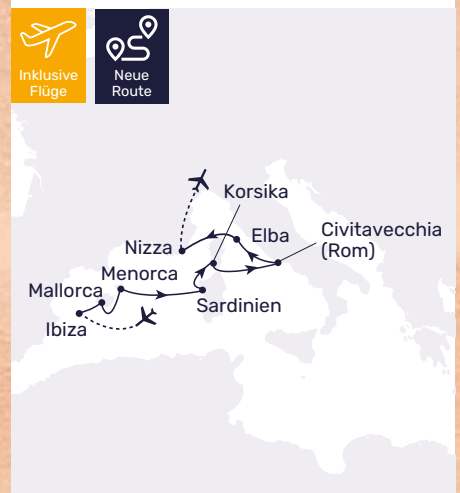 Inklusive
Flüge
Neue
Route
Korsika
Elba
Civitavecchia
(Rom)
Nizza
Menorca
Mallorca
Sardinien
Ibiza